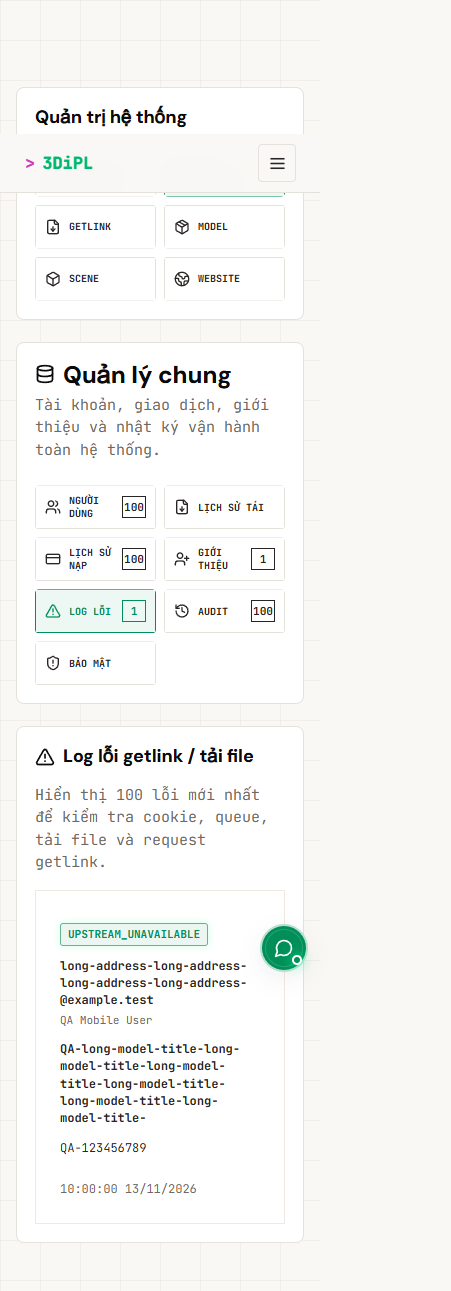 Quản trị hệ thống
> 3DiPL
GETLINK
MODEL
SCENE
WEBSITE
Quản lý chung
Tài khoản, giao dịch, giới
thiệu và nhật ký vận hành
toàn hệ thống.
NGƯỜI
DÙNG
100
LỊCH SỬ TẢI
LỊCH SỬ
NẠP
100
GIỚI
THIỆU
1
LOG LỖI
1
AUDIT
100
BẢO MẬT
Log lỗi getlink / tải file
Hiển thị 100 lỗi mới nhất
để kiểm tra cookie, queue,
tải file và request
getlink.
UPSTREAM_UNAVAILABLE
long-address-long-address-
long-address-long-address-
@example.test
QA Mobile User
QA-long-model-title-long-
model-title-long-model-
title-long-model-title-
long-model-title-long-
model-title-
QA-123456789
10:00:00 13/11/2026